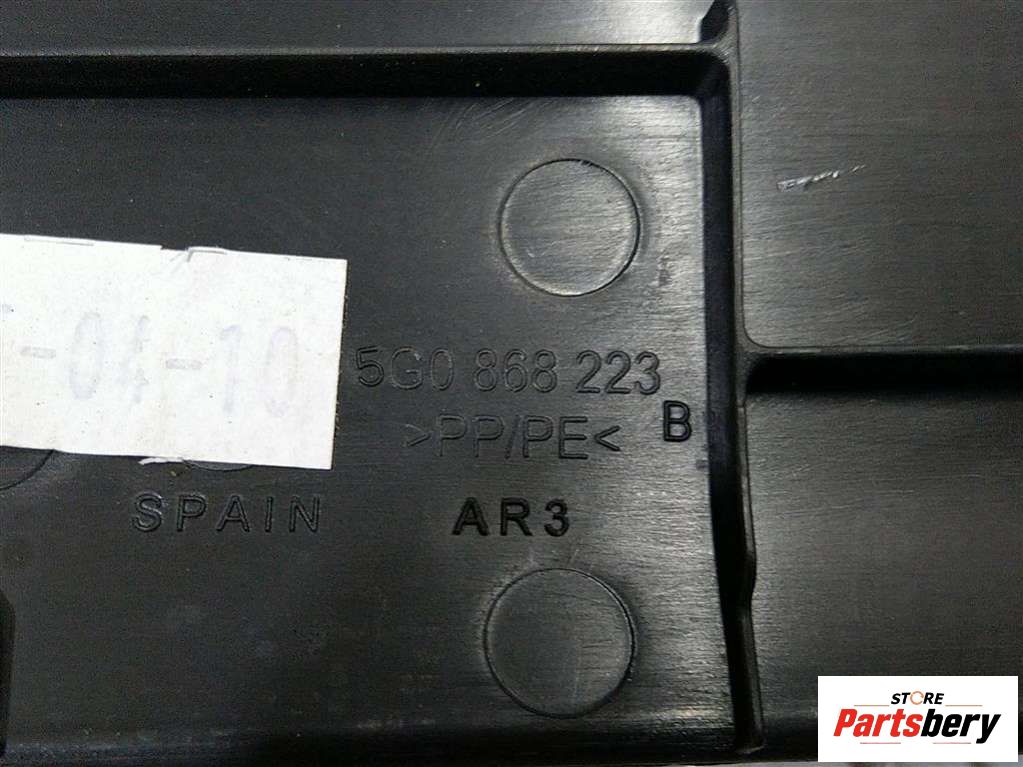 -04-10
5G0 868 223
B
>PP/PE<
SPAIN
AR3
STORE
Partsbery